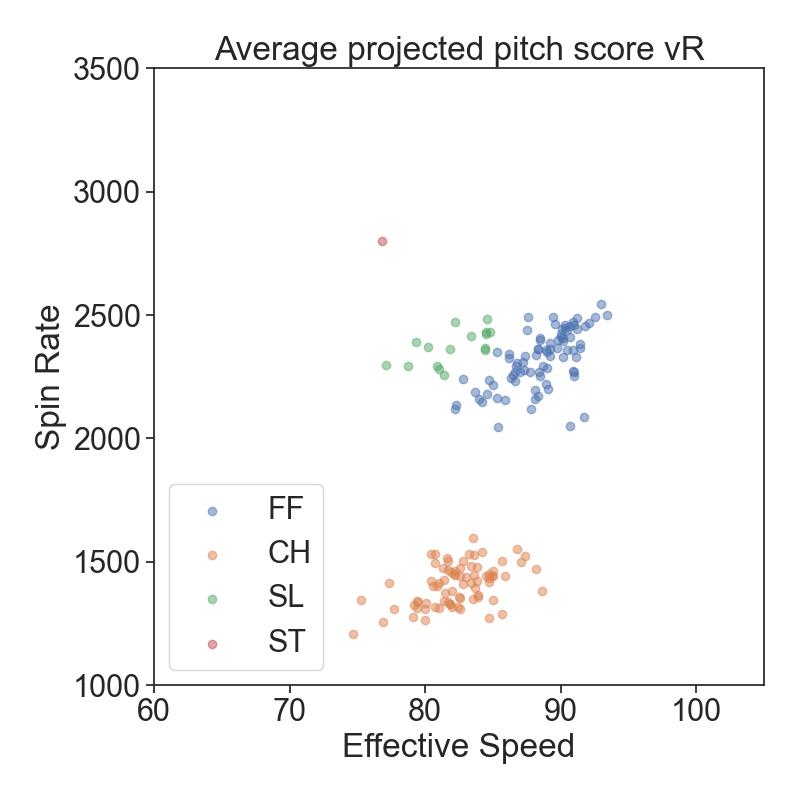 Average projected pitch score vR
3500
3000
2500
2000
1500
1000
Spin Rate
FF
CH
SL
ST
60 70 80 90 100
Effective Speed